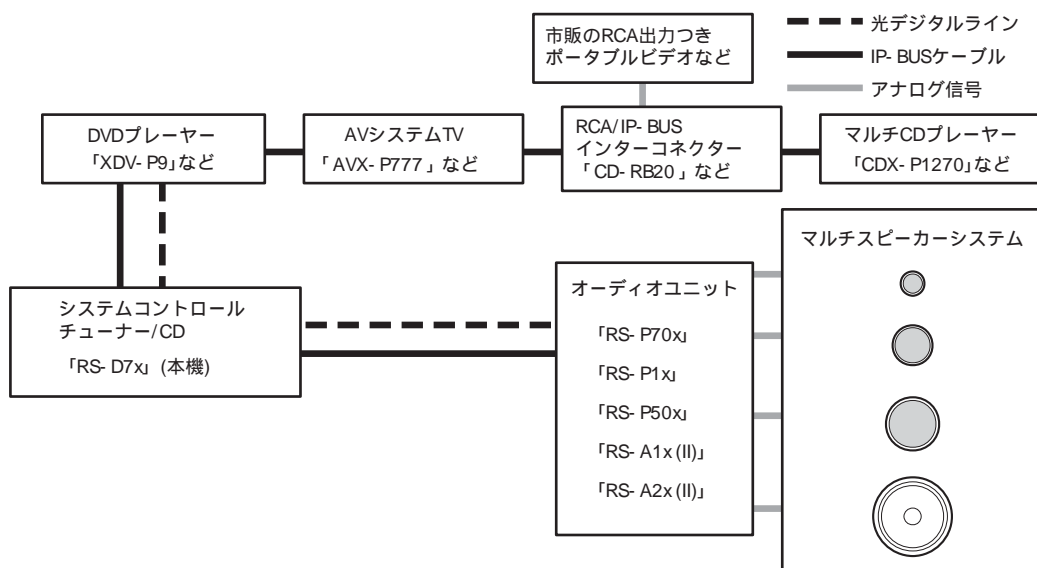 市販のRCA出力つき
ポータブルビデオなど
光デジタルライン
IP-BUSケーブル
アナログ信号
DVDプレーヤー
「XDV-P9」など
AVシステムTV
「AVX-P777」など
RCA/IP-BUS
インターコネクター
「CD-RB20」など
マルチCDプレーヤー
「CDX-P1270」など
システムコントロール
チューナー/CD
「RS-D7x」(本機)
オーディオユニット
「RS-P70x」
「RS-P1x」
「RS-P50x」
「RS-A1x(II)」
「RS-A2x(II)」
マルチスピーカーシステム